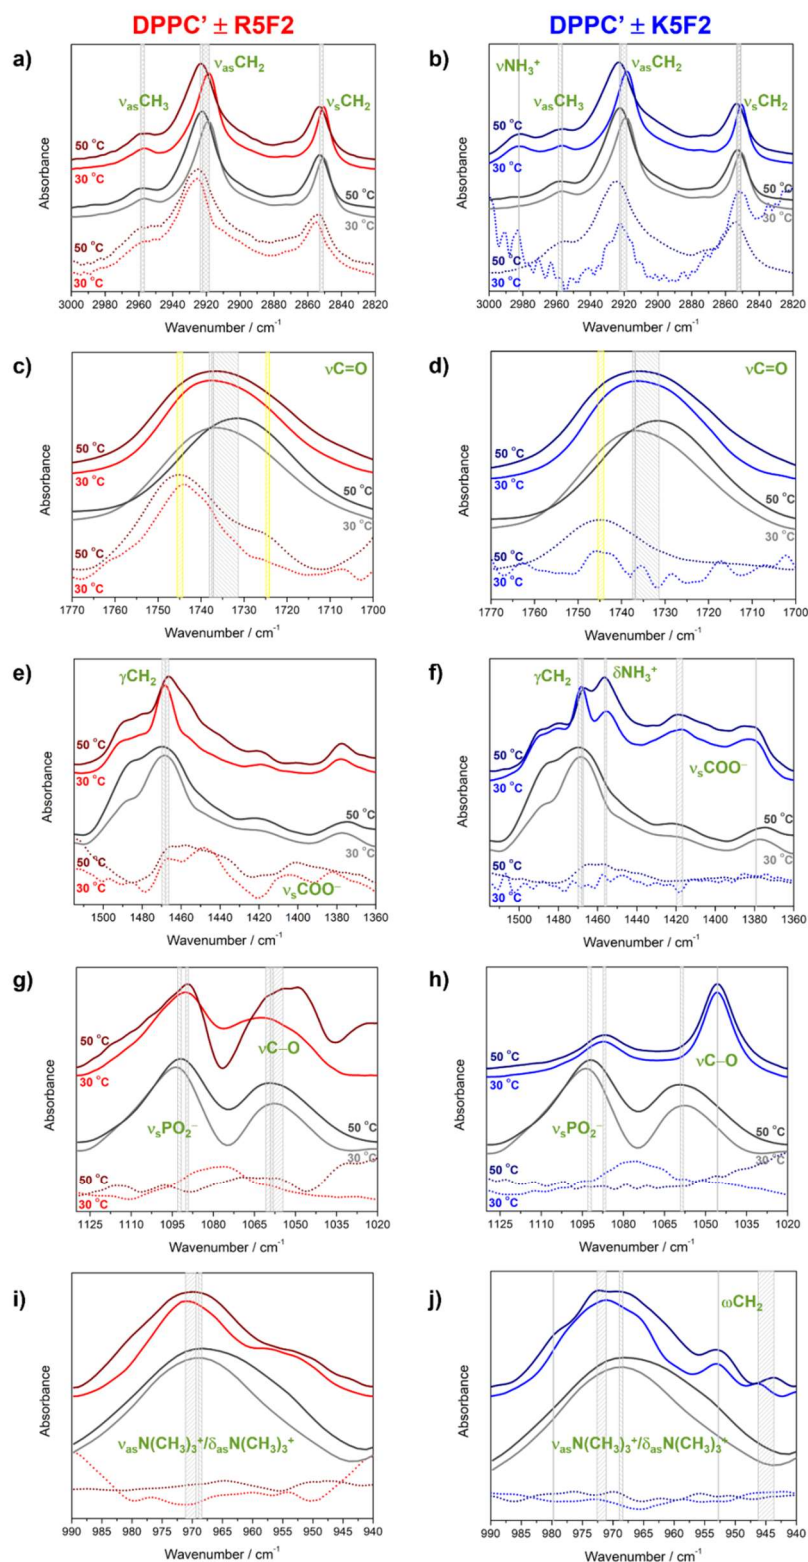 DPPC' ± R5F2
DPPC' ± K5F2
a)
νasCH3
νasCH2
νsCH2
50 °C
30 °C
50 °C
30 °C
50 °C
30 °C
Absorbance
3000 2980 2960 2940 2920 2900 2880 2860 2840 2820
Wavenumber / cm-1
b)
νNH3+
νasCH3
νasCH2
νsCH2
50 °C
30 °C
50 °C
30 °C
50 °C
30 °C
Absorbance
3000 2980 2960 2940 2920 2900 2880 2860 2840 2820
Wavenumber / cm-1
c)
νC=O
50 °C
30 °C
50 °C
30 °C
50 °C
30 °C
Absorbance
1770 1760 1750 1740 1730 1720 1710 1700
Wavenumber / cm-1
d)
νC=O
50 °C
30 °C
50 °C
30 °C
50 °C
30 °C
Absorbance
1770 1760 1750 1740 1730 1720 1710 1700
Wavenumber / cm-1
e)
γCH2
50 °C
30 °C
50 °C
30 °C
50 °C
30 °C
νsCOO–
Absorbance
1500 1480 1460 1440 1420 1400 1380 1360
Wavenumber / cm-1
f)
γCH2
δNH3+
νsCOO–
50 °C
30 °C
50 °C
30 °C
50 °C
30 °C
Absorbance
1500 1480 1460 1440 1420 1400 1380 1360
Wavenumber / cm-1
g)
νC–O
νsPO2–
50 °C
30 °C
50 °C
30 °C
50 °C
30 °C
Absorbance
1125 1110 1095 1080 1065 1050 1035 1020
Wavenumber / cm-1
h)
νC–O
νsPO2–
50 °C
30 °C
50 °C
30 °C
50 °C
30 °C
Absorbance
1125 1110 1095 1080 1065 1050 1035 1020
Wavenumber / cm-1
i)
νasN(CH3)3+/δasN(CH3)3+
Absorbance
990 985 980 975 970 965 960 955 950 945 940
Wavenumber / cm-1
j)
ωCH2
νasN(CH3)3+/δasN(CH3)3+
Absorbance
990 985 980 975 970 965 960 955 950 945 940
Wavenumber / cm-1